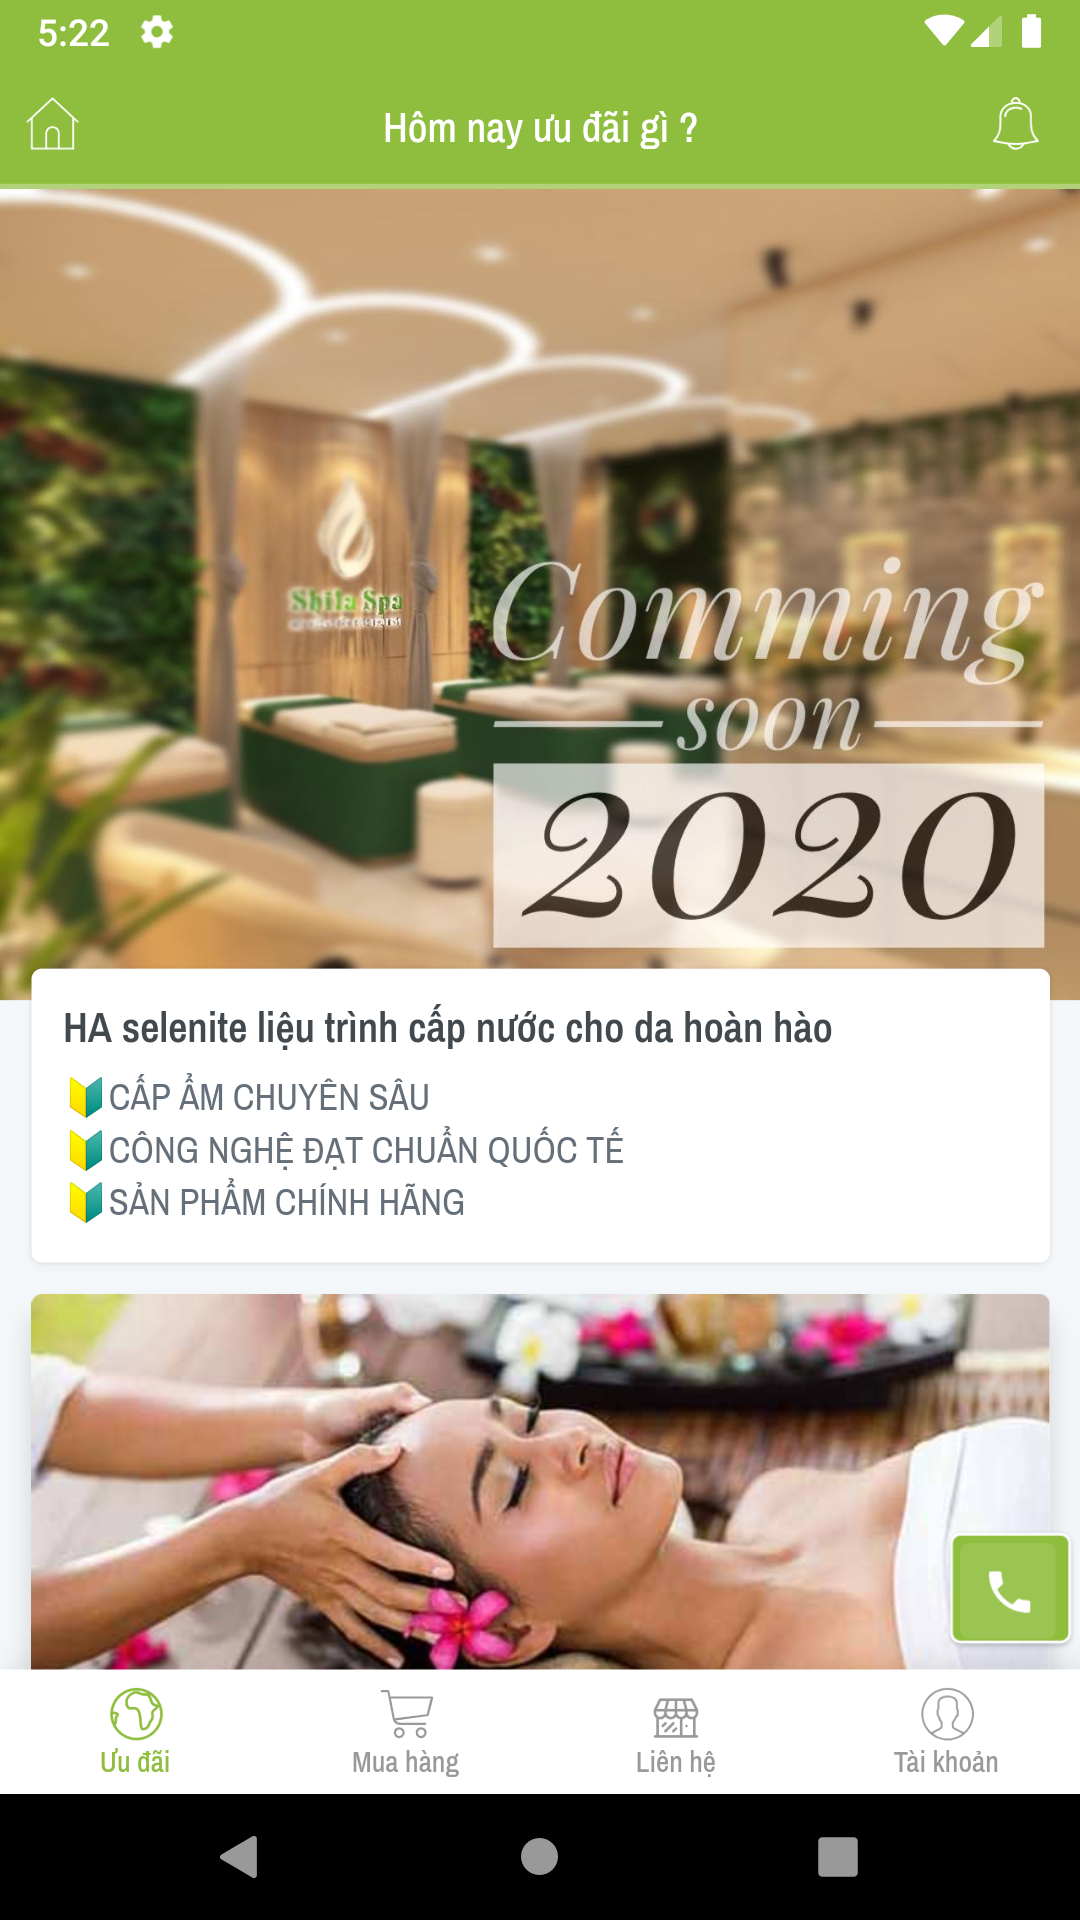 5:22
Hôm nay ưu đãi gì ?
Shila Spa
Comming
soon
2020
HA selenite liệu trình cấp nước cho da hoàn hào
🔰CẤP ẨM CHUYÊN SÂU
🔰CÔNG NGHỆ ĐẠT CHUẨN QUỐC TẾ
🔰SẢN PHẨM CHÍNH HÃNG
Ưu đãi
Mua hàng
Liên hệ
Tài khoản